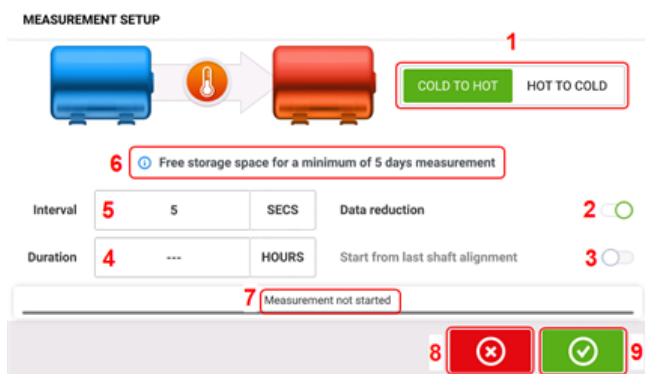 MEASUREMENT SETUP
1
COLD TO HOT HOT TO COLD
6 Free storage space for a minimum of 5 days measurement
Interval 5 5 SECS Data reduction 2
Duration 4 --- HOURS Start from last shaft alignment 3
7 Measurement not started
8 9